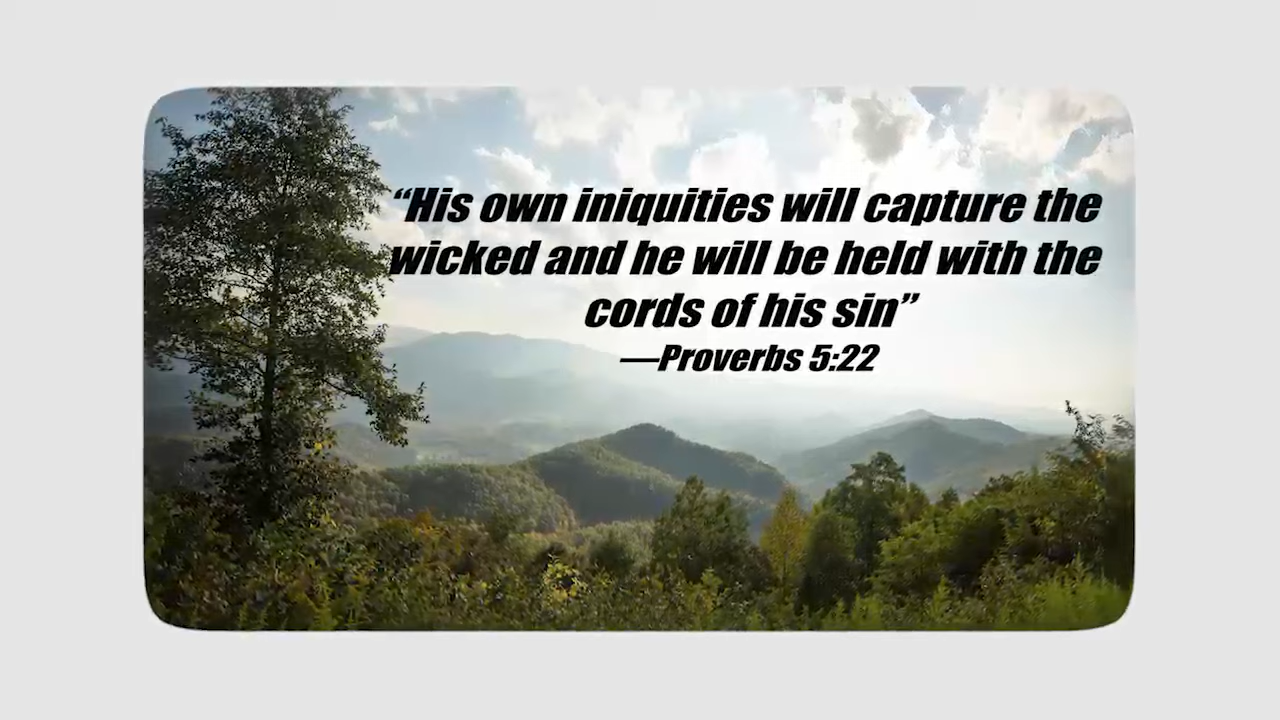 “His own iniquities will capture the
wicked and he will be held with the
cords of his sin”
—Proverbs 5:22